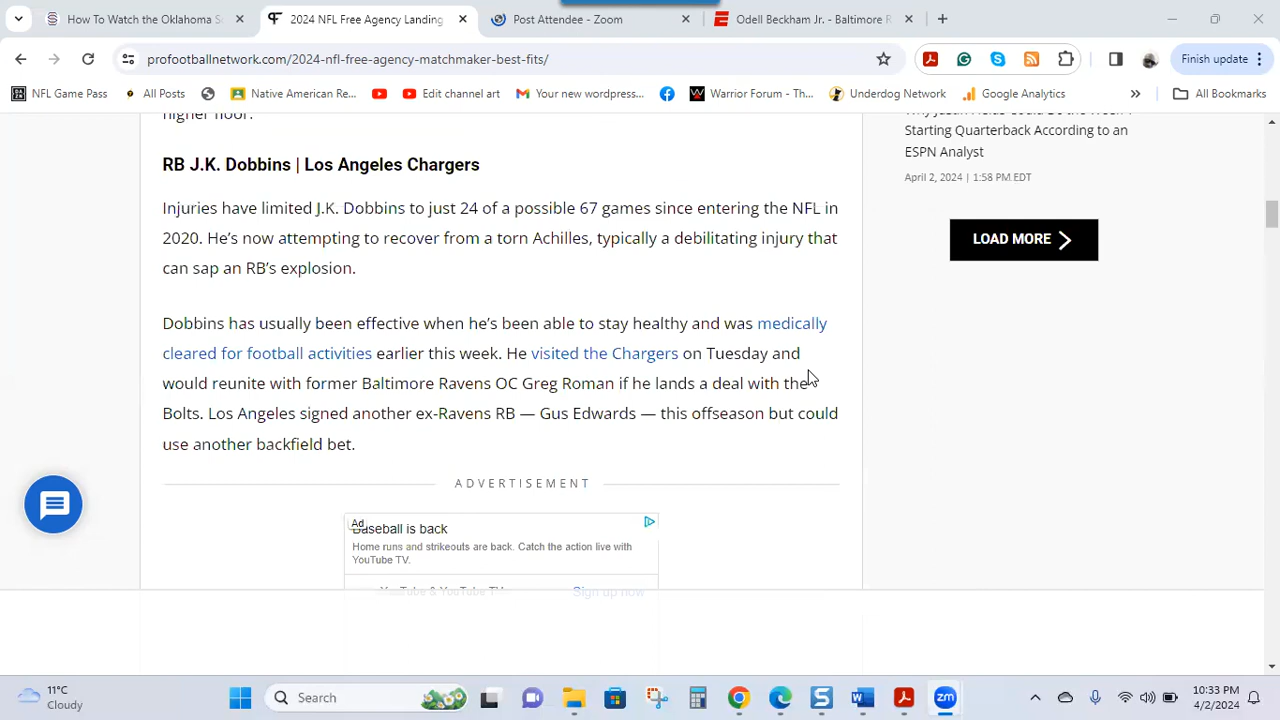 How To Watch the Oklahoma S
2024 NFL Free Agency Landing
Post Attendee - Zoom
Odell Beckham Jr. - Baltimore R
profootballnetwork.com/2024-nfl-free-agency-matchmaker-best-fits/
Finish update
NFL Game Pass
All Posts
Native American Re...
Edit channel art
Your new wordpress...
Warrior Forum - Th...
Underdog Network
Google Analytics
All Bookmarks
higher floor.
RB J.K. Dobbins | Los Angeles Chargers
Injuries have limited J.K. Dobbins to just 24 of a possible 67 games since entering the NFL in
2020. He's now attempting to recover from a torn Achilles, typically a debilitating injury that
can sap an RB's explosion.
Dobbins has usually been effective when he's been able to stay healthy and was medically
cleared for football activities earlier this week. He visited the Chargers on Tuesday and
would reunite with former Baltimore Ravens OC Greg Roman if he lands a deal with the
Bolts. Los Angeles signed another ex-Ravens RB — Gus Edwards — this offseason but could
use another backfield bet.
ADVERTISEMENT
Ad
Baseball is back
Home runs and strikeouts are back. Catch the action live with
YouTube TV.
YouTube & YouTube TV
Sign up now
Starting Quarterback According to an
ESPN Analyst
April 2, 2024 | 1:58 PM EDT
LOAD MORE
11°C
Cloudy
Search
10:33 PM
4/2/2024